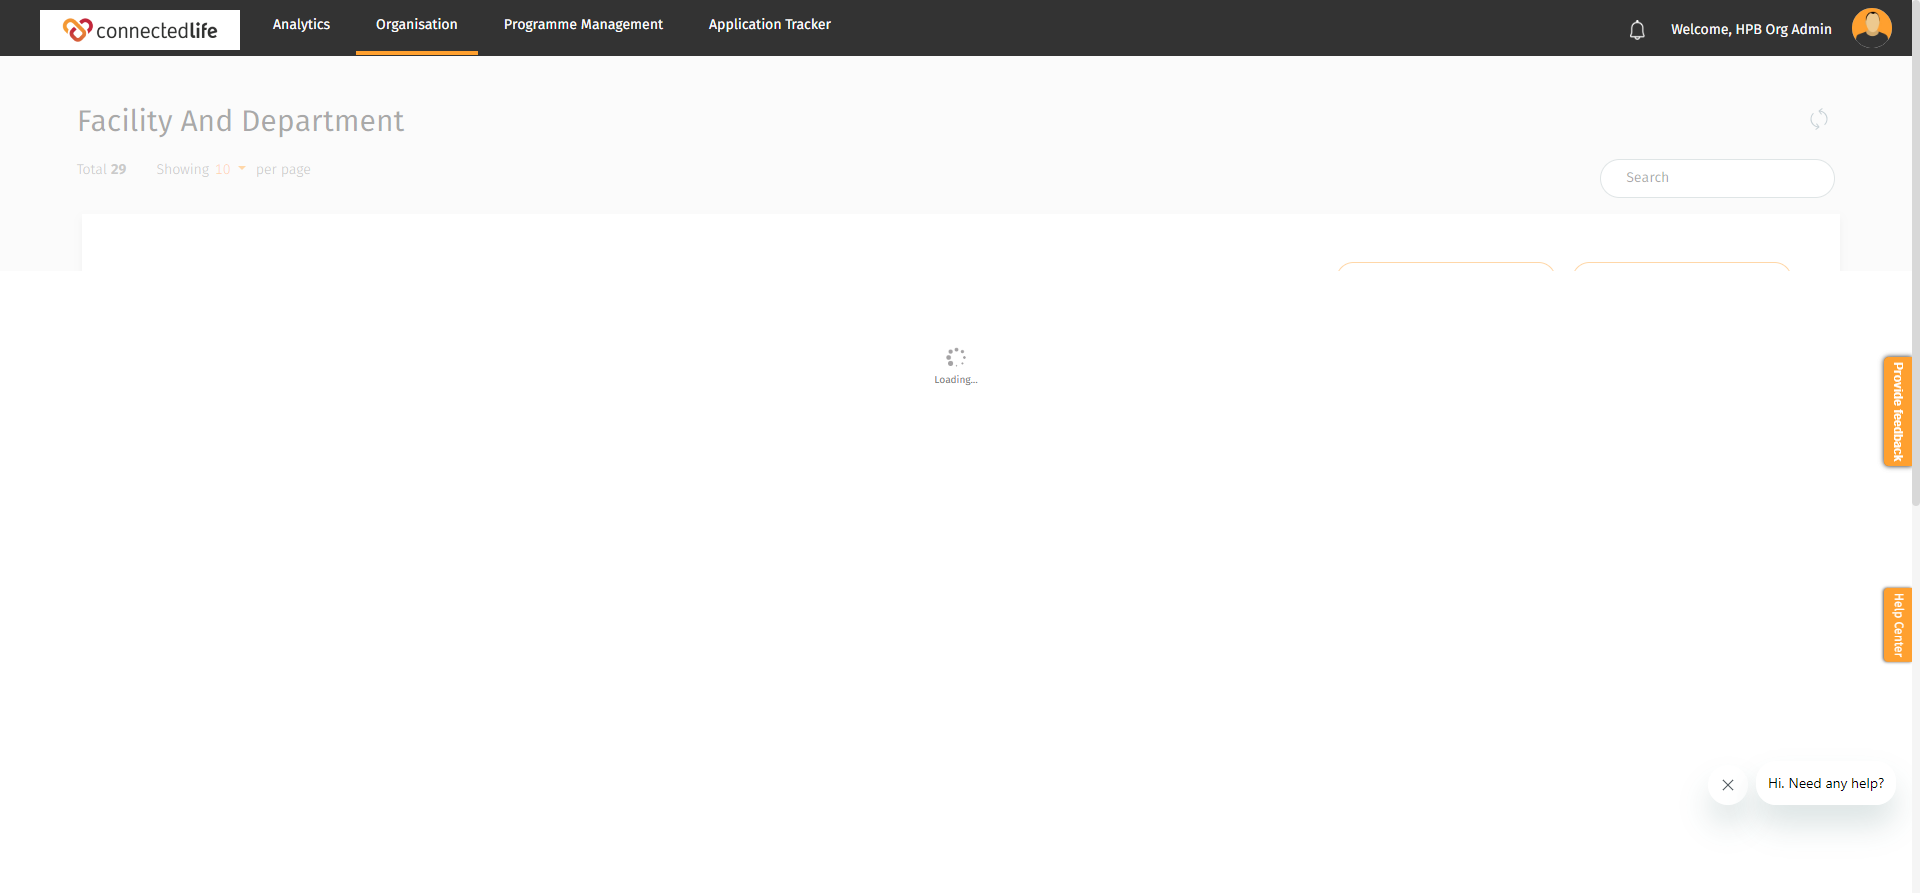 connectedlife
Analytics
Organisation
Programme Management
Application Tracker
Welcome, HPB Org Admin
Facility And Department
Total 29
Showing 10 per page
Search
Loading...
Provide feedback
Help Center
Hi. Need any help?